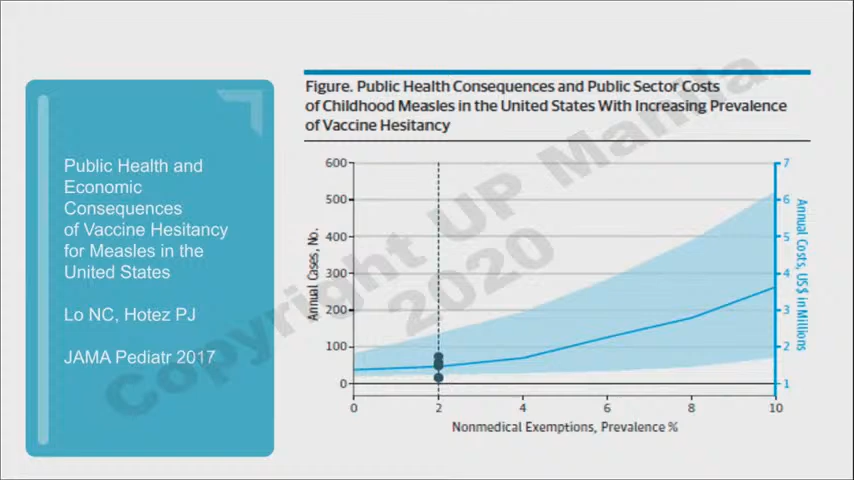 Public Health and
Economic
Consequences
of Vaccine Hesitancy
for Measles in the
United States
Lo NC, Hotez PJ
JAMA Pediatr 2017
Figure. Public Health Consequences and Public Sector Costs
of Childhood Measles in the United States With Increasing Prevalence
of Vaccine Hesitancy
600
500
400
300
200
100
0
Annual Cases, No.
7
6
5
4
3
2
1
Annual Costs, US$ in Millions
0 2 4 6 8 10
Nonmedical Exemptions, Prevalence %
Copyright UP Manila
2020